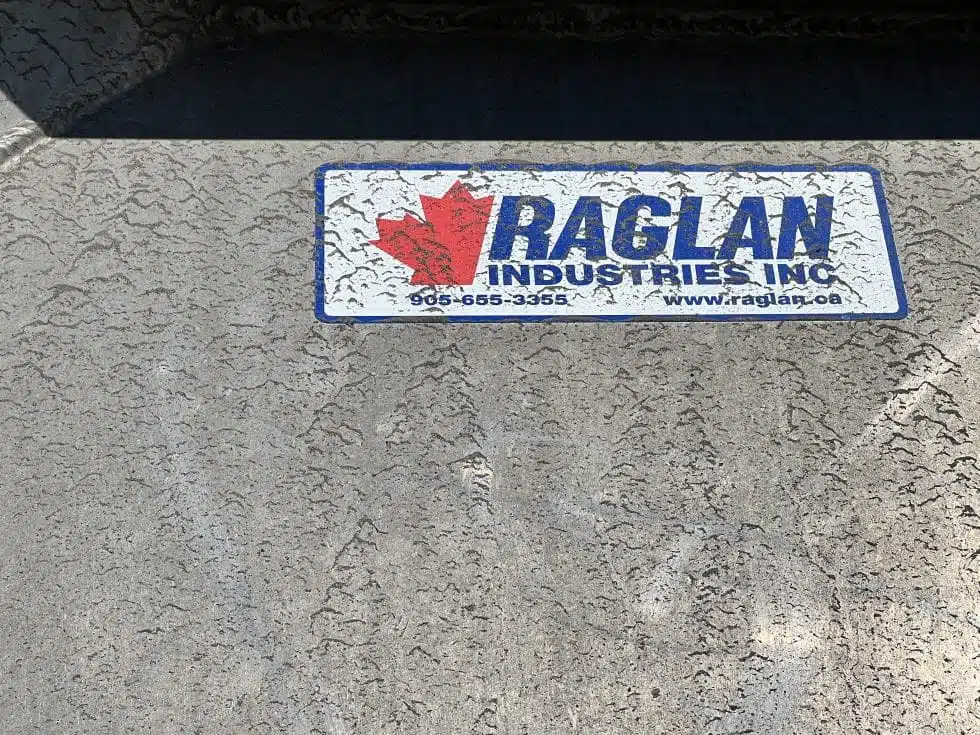 RAGLAN
INDUSTRIES INC
905-655-3355 www.raglan.ca